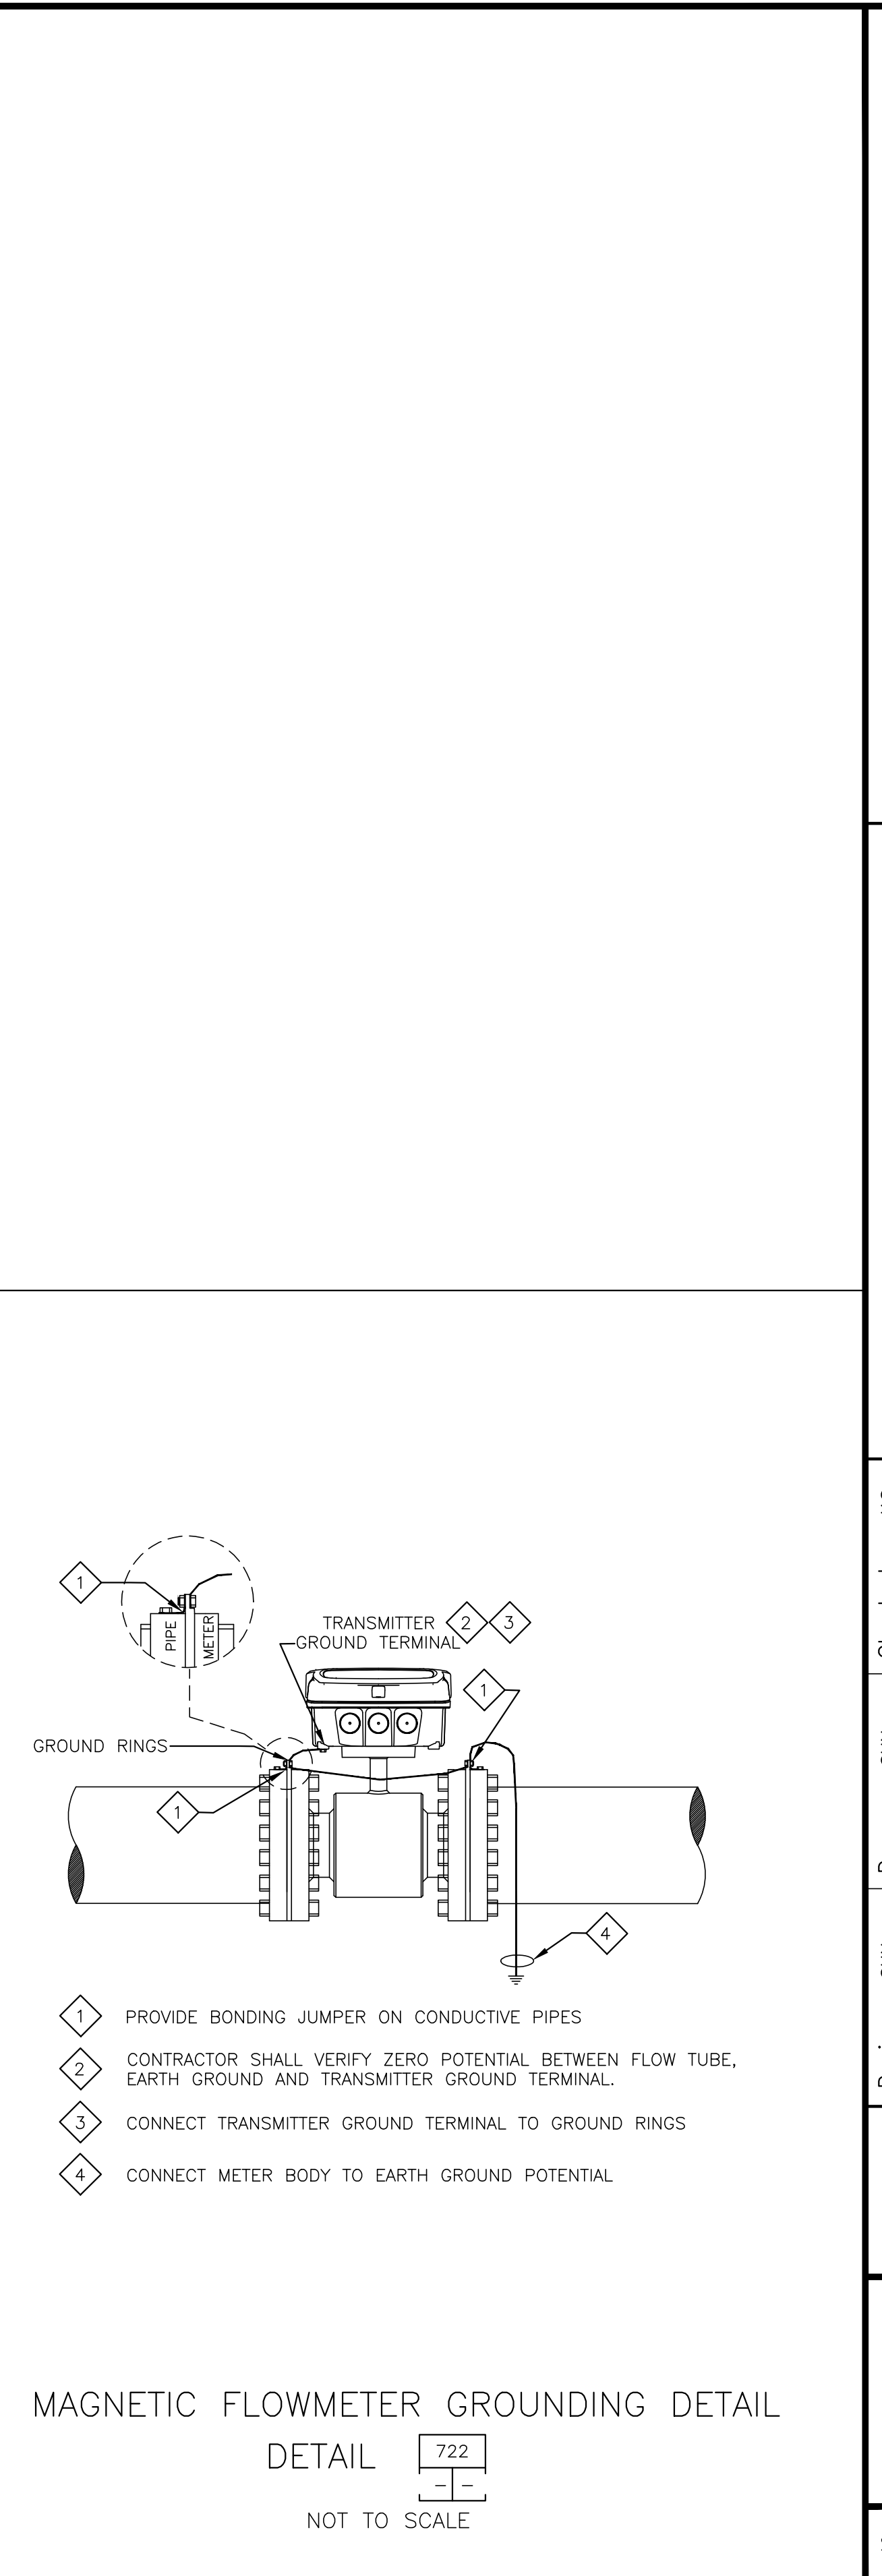 1
PIPE
METER
TRANSMITTER
GROUND TERMINAL
2
3
1
GROUND RINGS
1
4
1 PROVIDE BONDING JUMPER ON CONDUCTIVE PIPES
2 CONTRACTOR SHALL VERIFY ZERO POTENTIAL BETWEEN FLOW TUBE,
EARTH GROUND AND TRANSMITTER GROUND TERMINAL.
3 CONNECT TRANSMITTER GROUND TERMINAL TO GROUND RINGS
4 CONNECT METER BODY TO EARTH GROUND POTENTIAL
MAGNETIC FLOWMETER GROUNDING DETAIL
DETAIL 722
- -
NOT TO SCALE